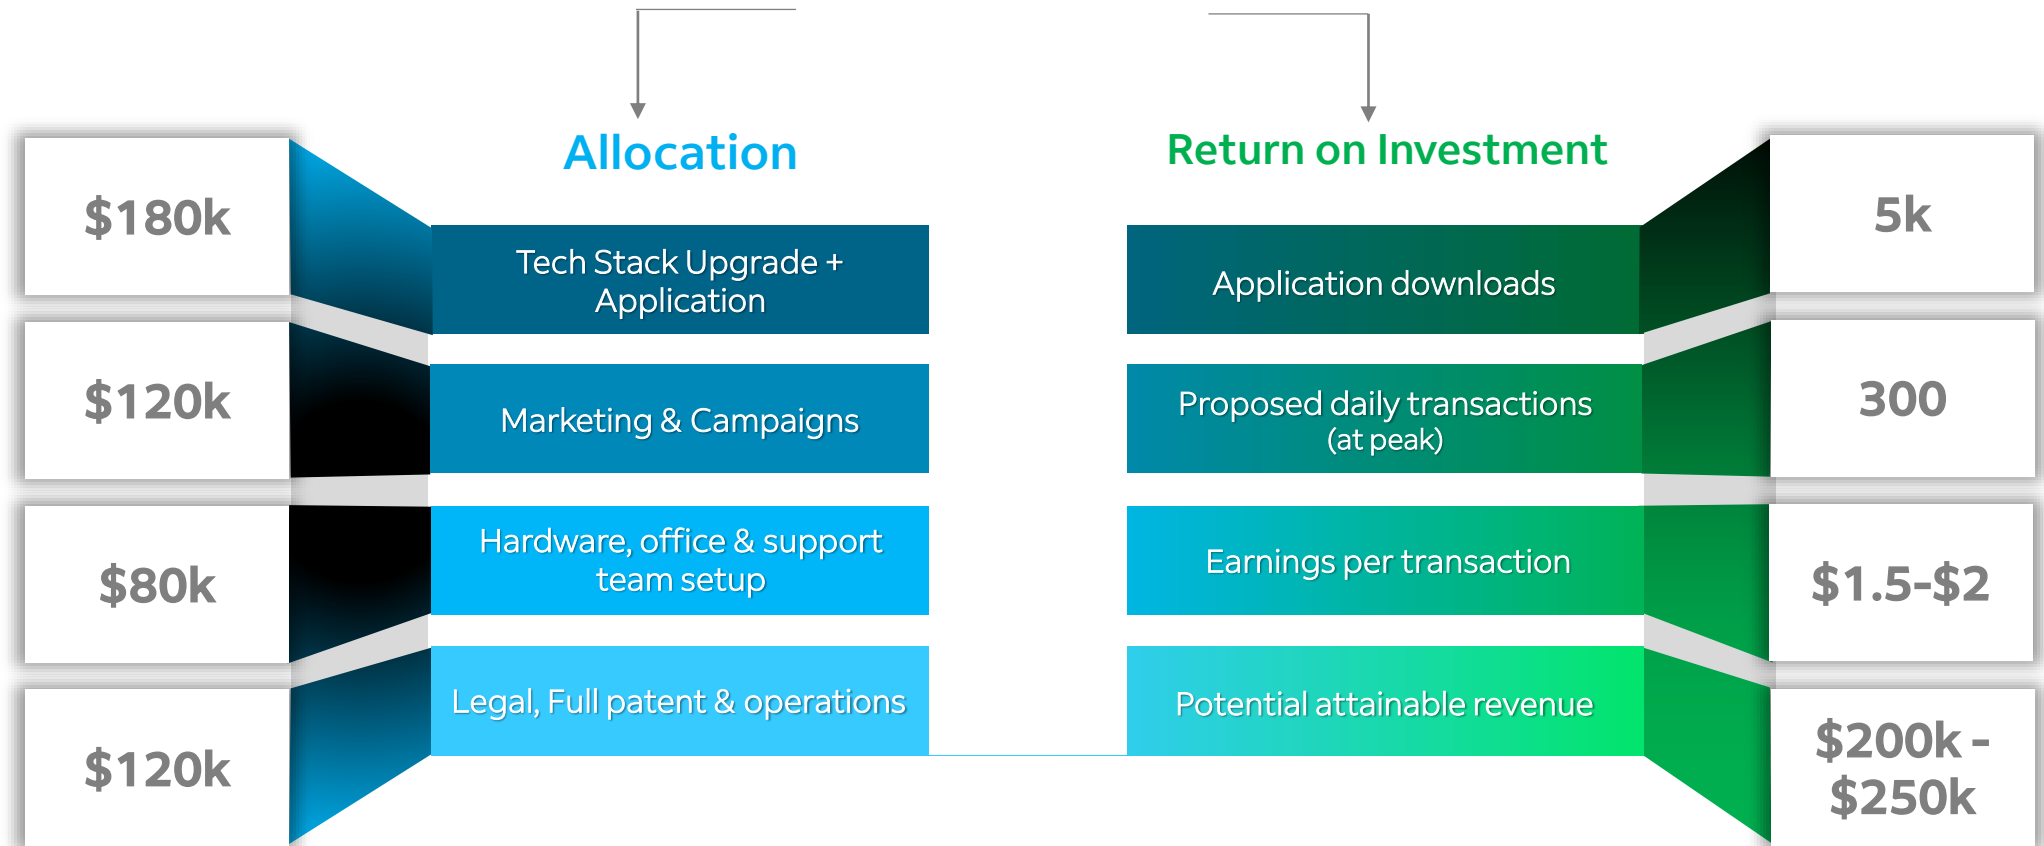 Allocation
$180k
Tech Stack Upgrade +
Application
$120k
Marketing & Campaigns
$80k
Hardware, office & support
team setup
$120k
Legal, Full patent & operations
Return on Investment
Application downloads
5k
Proposed daily transactions
(at peak)
300
Earnings per transaction
$1.5-$2
Potential attainable revenue
$200k -
$250k